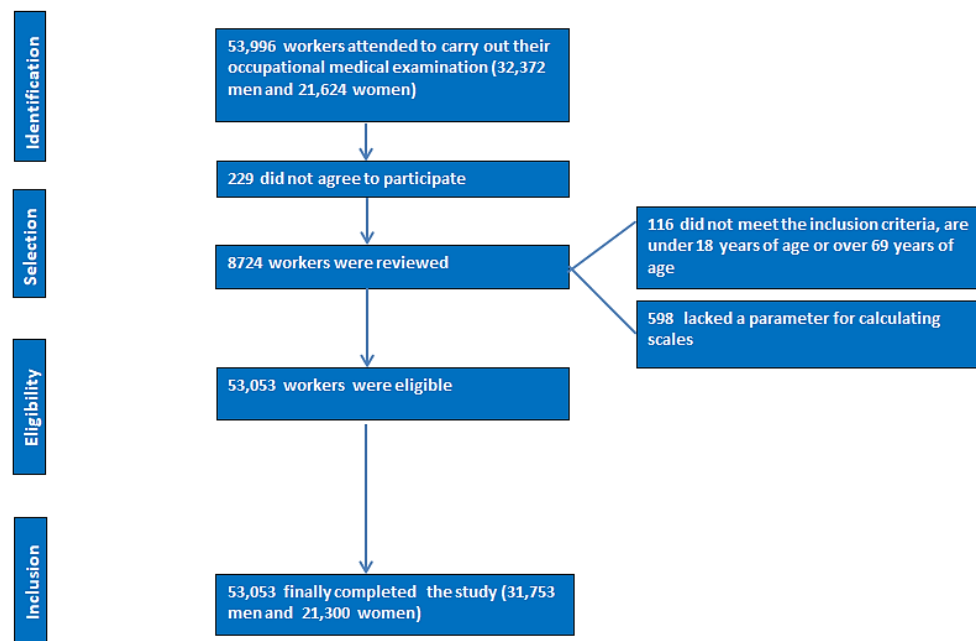 Identification
53,996 workers attended to carry out their
occupational medical examination (32,372
men and 21,624 women)
229 did not agree to participate
Selection
8724 workers were reviewed
116 did not meet the inclusion criteria, are
under 18 years of age or over 69 years of
age
598 lacked a parameter for calculating
scales
Eligibility
53,053 workers were eligible
Inclusion
53,053 finally completed the study (31,753
men and 21,300 women)